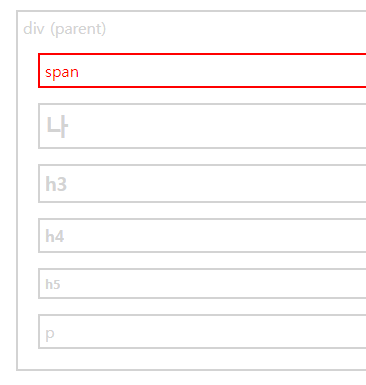 div (parent)
span
나
h3
h4
h5
p